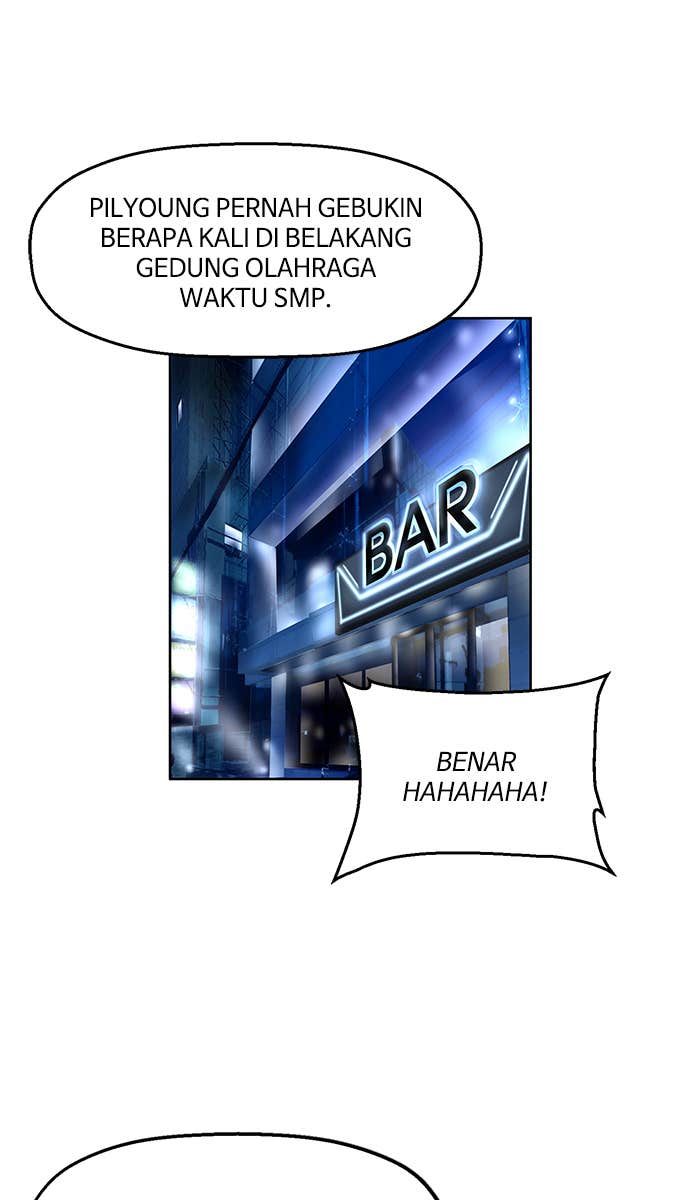 PILYOUNG PERNAH GEBUKIN
BERAPA KALI DI BELAKANG
GEDUNG OLAHRAGA
WAKTU SMP.
BAR
BENAR
HAHAHAHA!